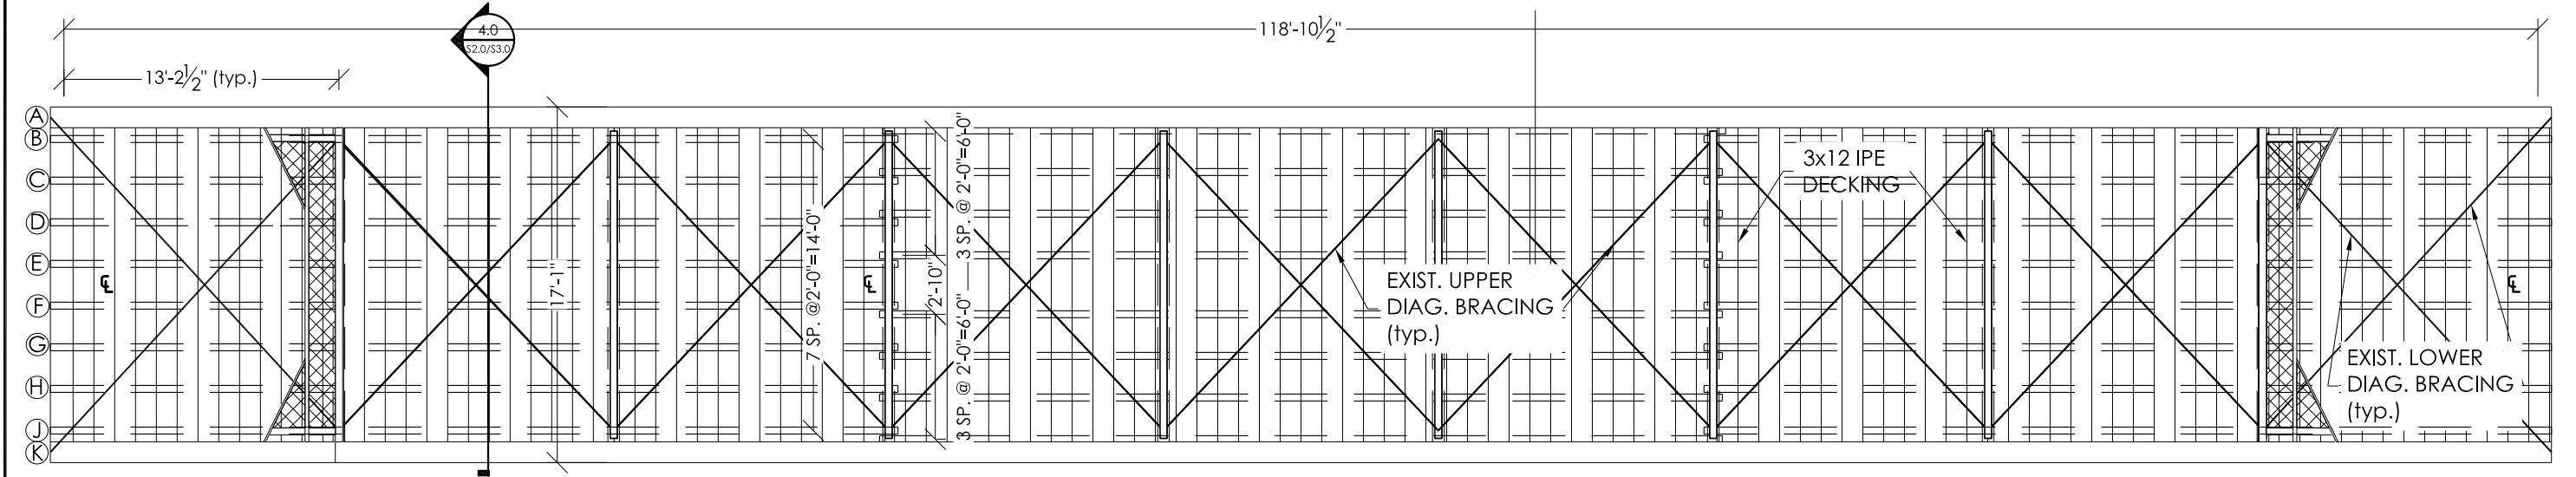 118'-10½"
4.0
S2.0/S3.0
13'-2½" (typ.)
A
B
C
D
E
F
G
H
J
K
℄
17'-1"
7 SP. @2'-0"=14'-0"
℄
2'-10"
3 SP. @ 2'-0"=6'-0"
3 SP. @ 2'-0"=6'-0"
EXIST. UPPER
DIAG. BRACING
(typ.)
3x12 IPE
DECKING
℄
EXIST. LOWER
DIAG. BRACING
(typ.)